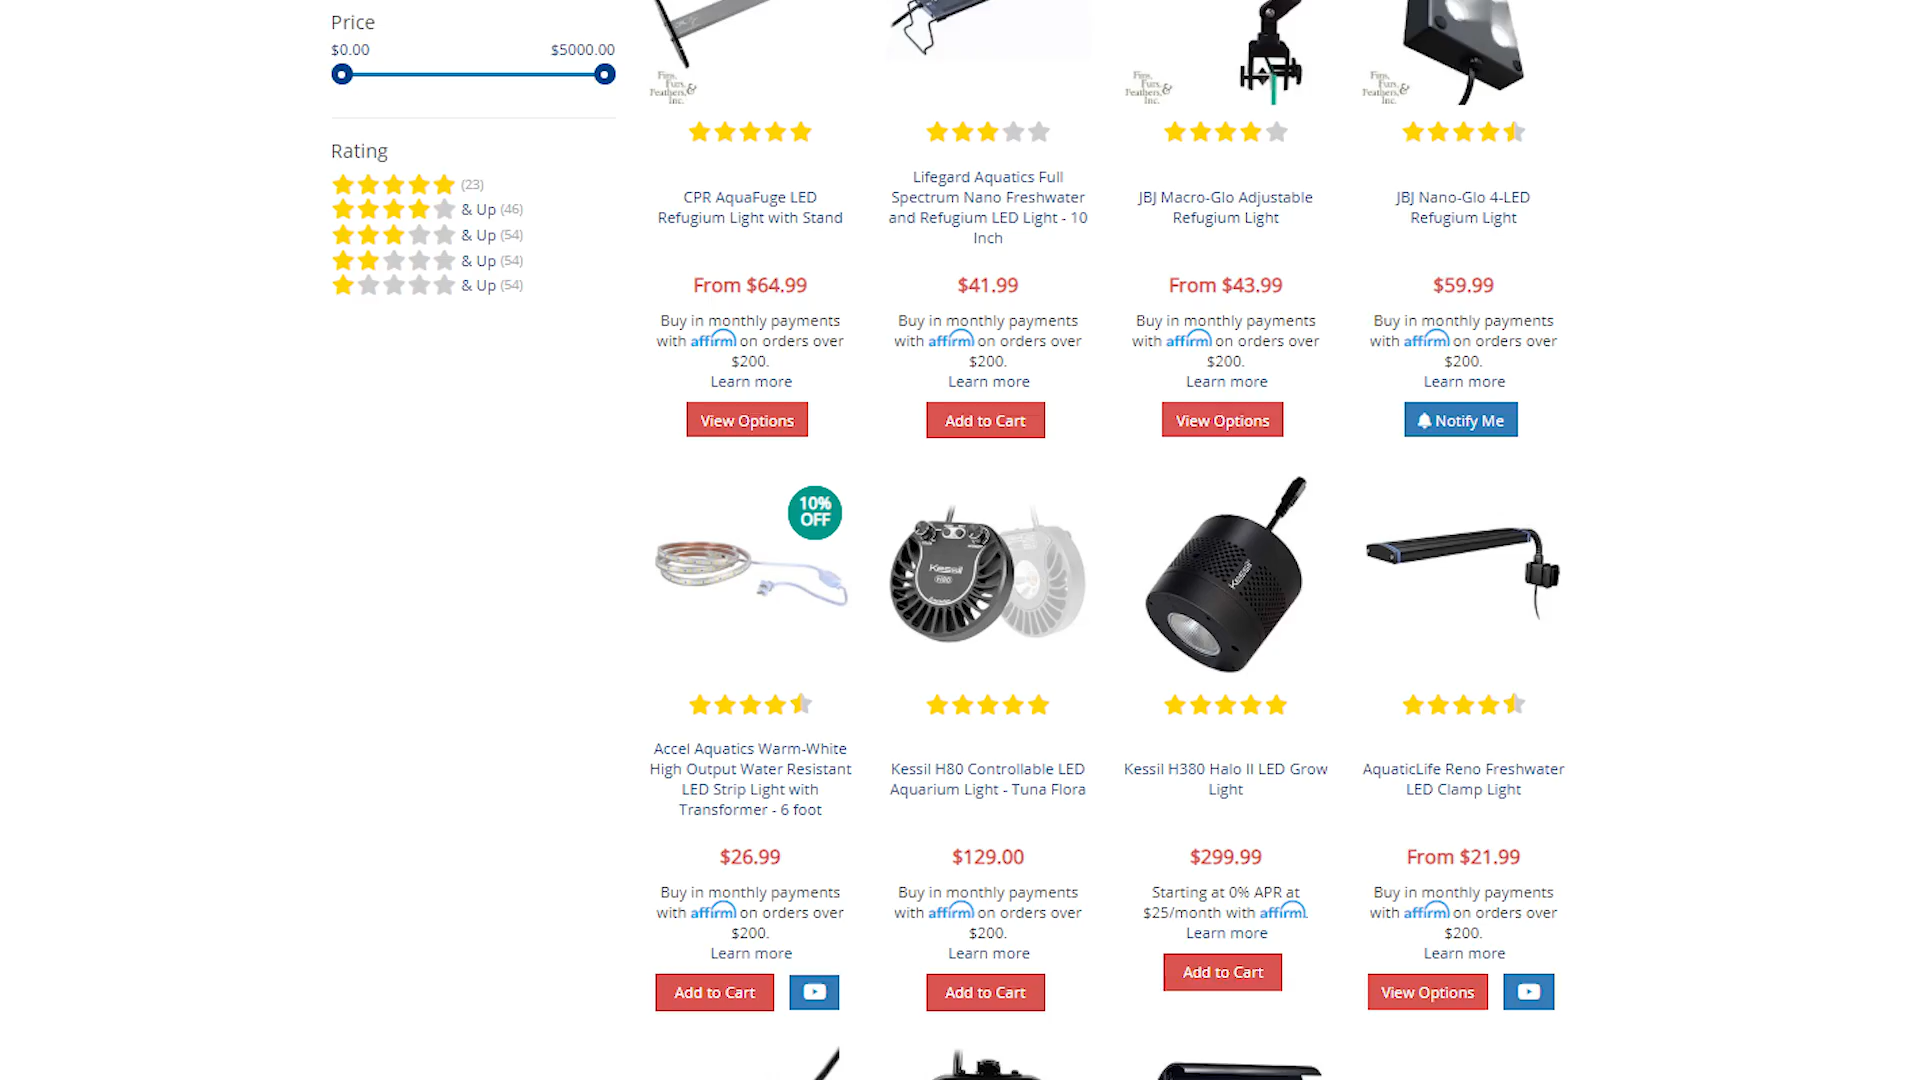 Price
$0.00 $5000.00
Rating
(23)
& Up (46)
& Up (54)
& Up (54)
& Up (54)
Fins,
Furs,
Feathers,&
Inc.
CPR AquaFuge LED
Refugium Light with Stand
From $64.99
Buy in monthly payments
with affirm on orders over
$200.
Learn more
View Options
Lifegard Aquatics Full
Spectrum Nano Freshwater
and Refugium LED Light - 10
Inch
$41.99
Buy in monthly payments
with affirm on orders over
$200.
Learn more
Add to Cart
Fins,
Furs,
Feathers,&
Inc.
JBJ Macro-Glo Adjustable
Refugium Light
From $43.99
Buy in monthly payments
with affirm on orders over
$200.
Learn more
View Options
Fins,
Furs,
Feathers,&
Inc.
JBJ Nano-Glo 4-LED
Refugium Light
$59.99
Buy in monthly payments
with affirm on orders over
$200.
Learn more
Notify Me
10%
OFF
Accel Aquatics Warm-White
High Output Water Resistant
LED Strip Light with
Transformer - 6 foot
$26.99
Buy in monthly payments
with affirm on orders over
$200.
Learn more
Add to Cart
Kessil
H80
Kessil H80 Controllable LED
Aquarium Light - Tuna Flora
$129.00
Buy in monthly payments
with affirm on orders over
$200.
Learn more
Add to Cart
Kessil
Kessil H380 Halo II LED Grow
Light
$299.99
Starting at 0% APR at
$25/month with affirm.
Learn more
Add to Cart
AquaticLife Reno Freshwater
LED Clamp Light
From $21.99
Buy in monthly payments
with affirm on orders over
$200.
Learn more
View Options